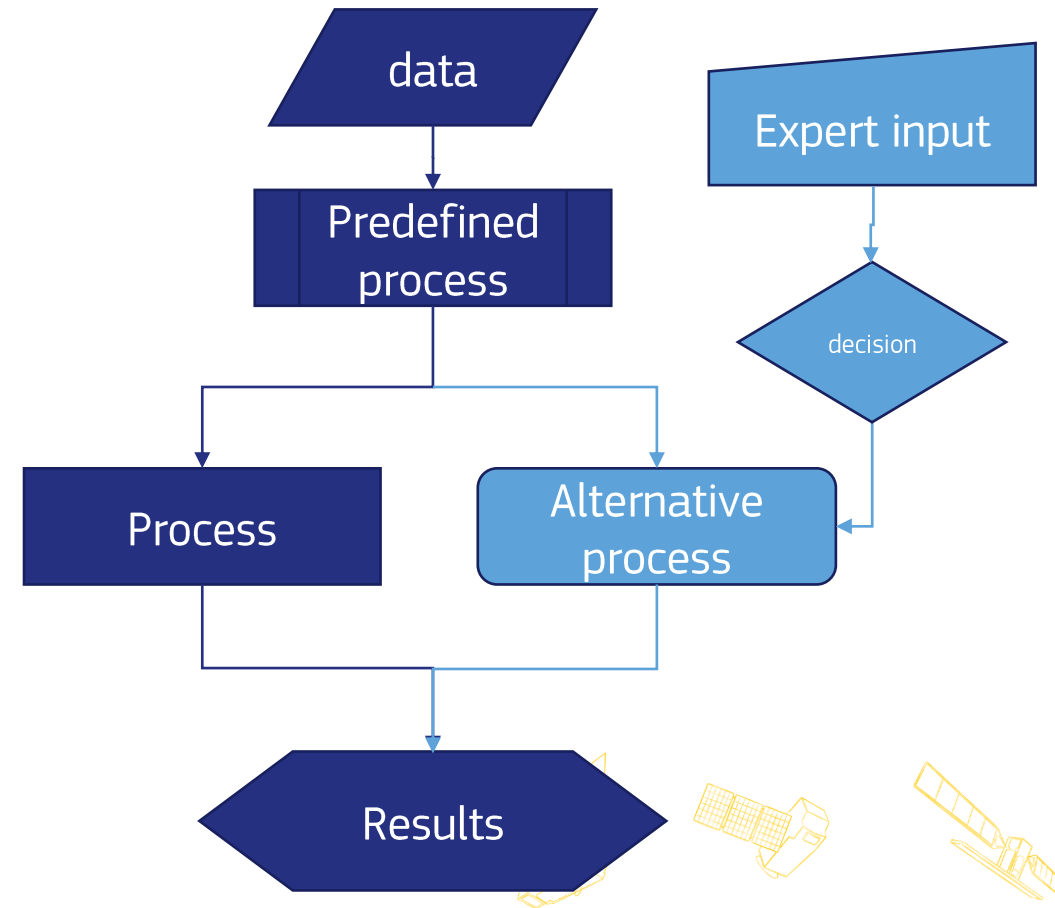 data
Expert input
Predefined
process
decision
Process
Alternative
process
Results